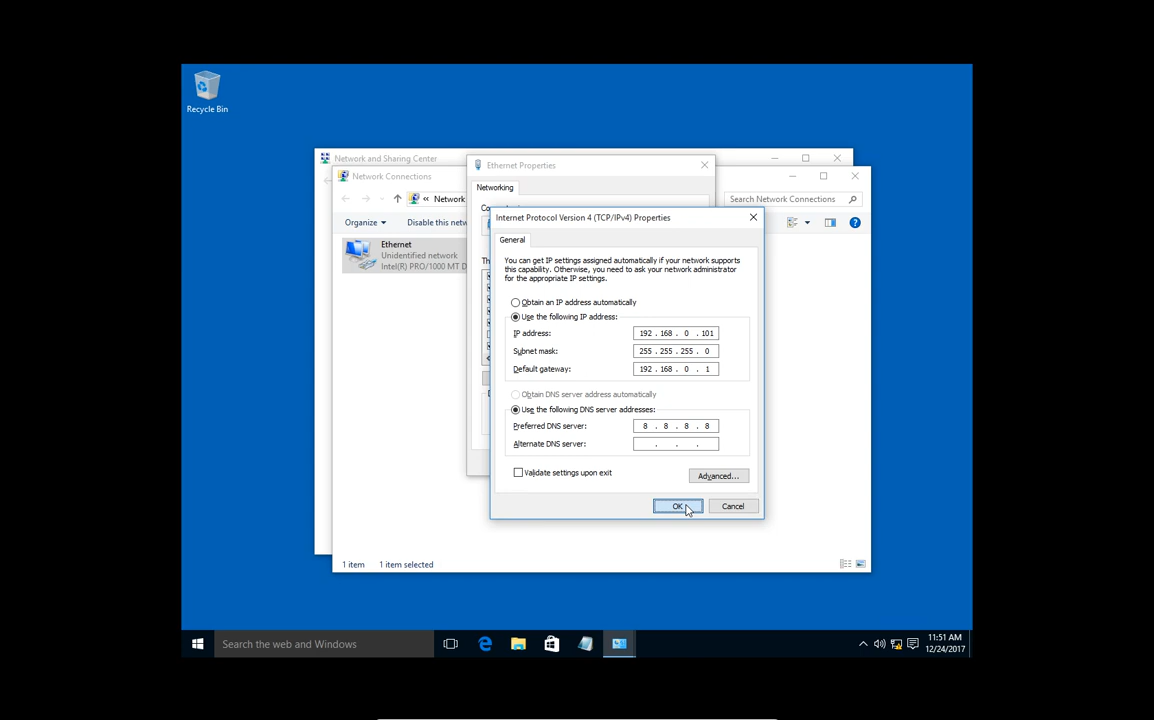 Recycle Bin
Network and Sharing Center
Network Connections
« Network
Search Network Connections
Organize
Disable this netw
Ethernet
Unidentified network
Intel(R) PRO/1000 MT D
Ethernet Properties
Networking
Internet Protocol Version 4 (TCP/IPv4) Properties
General
You can get IP settings assigned automatically if your network supports
this capability. Otherwise, you need to ask your network administrator
for the appropriate IP settings.
Obtain an IP address automatically
Use the following IP address:
IP address: 192 . 168 . 0 . 101
Subnet mask: 255 . 255 . 255 . 0
Default gateway: 192 . 168 . 0 . 1
Obtain DNS server address automatically
Use the following DNS server addresses:
Preferred DNS server: 8 . 8 . 8 . 8
Alternate DNS server: . . .
Validate settings upon exit
Advanced...
OK
Cancel
1 item
1 item selected
Search the web and Windows
11:51 AM
12/24/2017